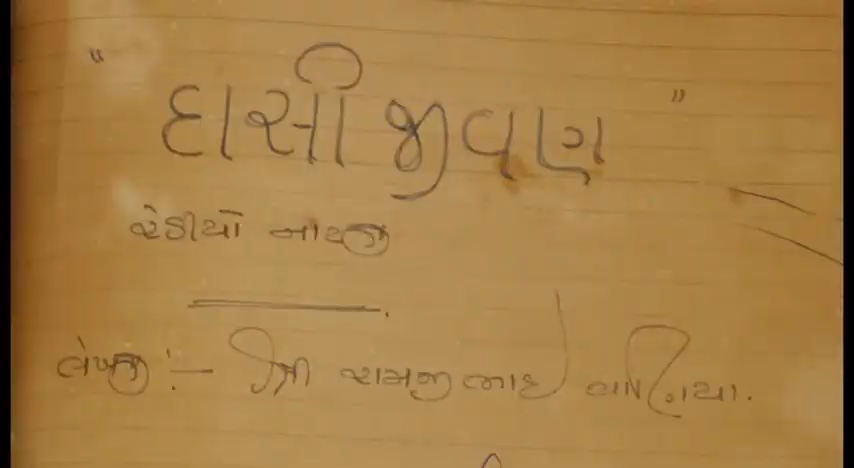 "દાસી જીવણ"
રેડીયો નાટક
લેખક :- શ્રી રામજીભાઈ વાણિયા.